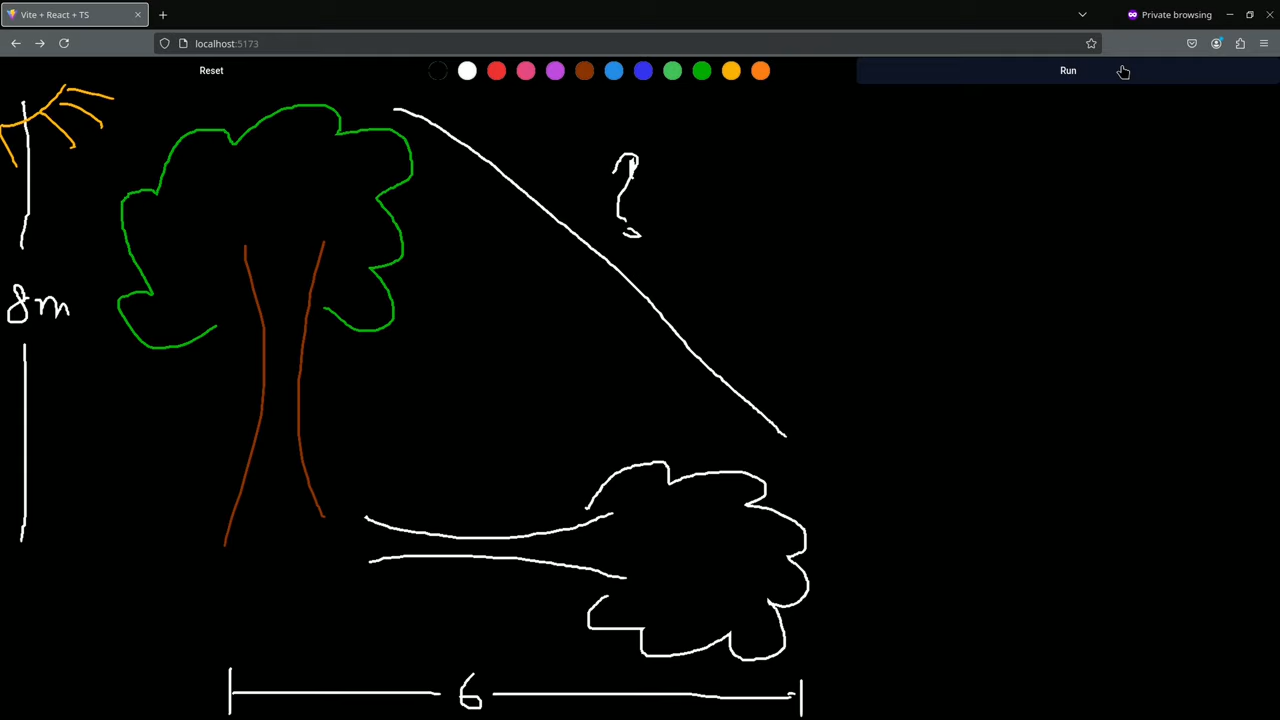 Vite + React + TS
Private browsing
localhost:5173
Reset
Run
?
8m
6